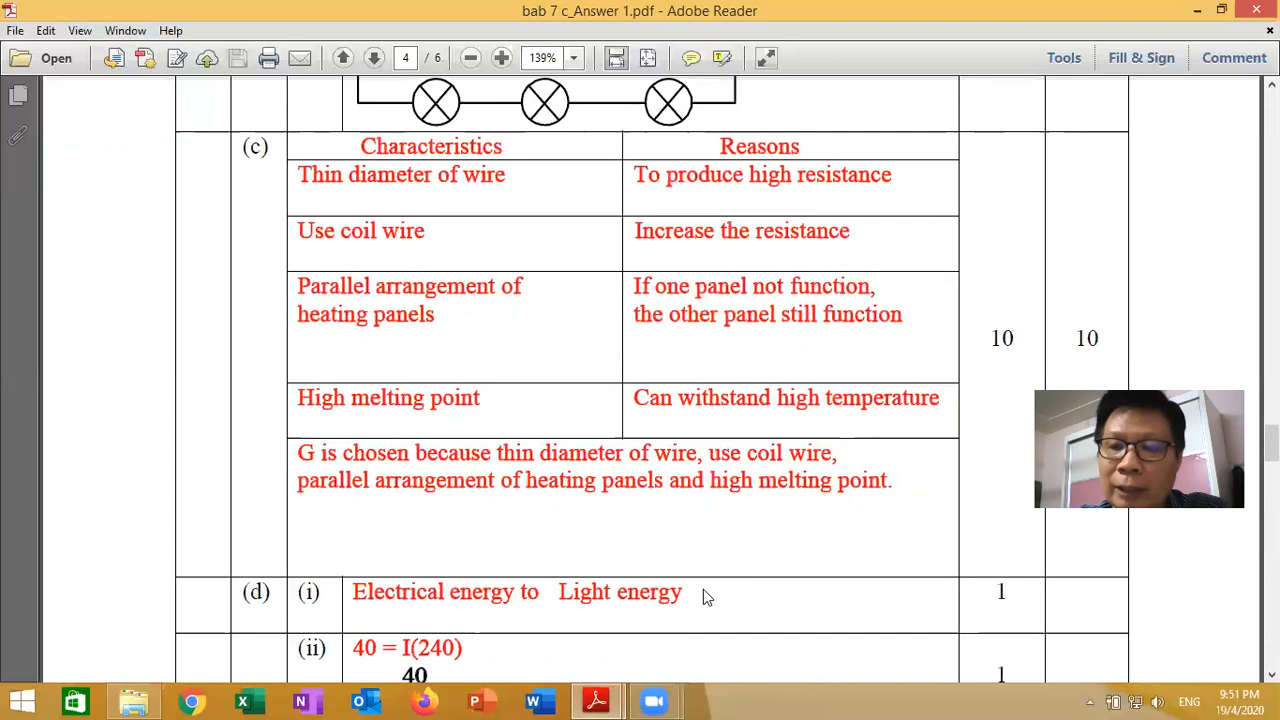 bab 7 c_Answer 1.pdf - Adobe Reader
File Edit View Window Help
Open 4 / 6 139% Tools Fill & Sign Comment
(c) Characteristics Reasons
Thin diameter of wire To produce high resistance
Use coil wire Increase the resistance
Parallel arrangement of If one panel not function,
heating panels the other panel still function
10 10
High melting point Can withstand high temperature
G is chosen because thin diameter of wire, use coil wire,
parallel arrangement of heating panels and high melting point.
(d) (i) Electrical energy to Light energy 1
(ii) 40 = I(240)
40 1
ENG 9:51 PM
19/4/2020